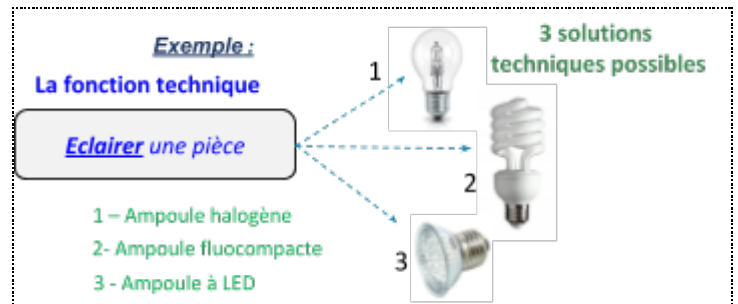 Exemple :
3 solutions
techniques possibles
La fonction technique
1
Eclairer une pièce
2
1 – Ampoule halogène
2- Ampoule fluocompacte
3
3 - Ampoule à LED